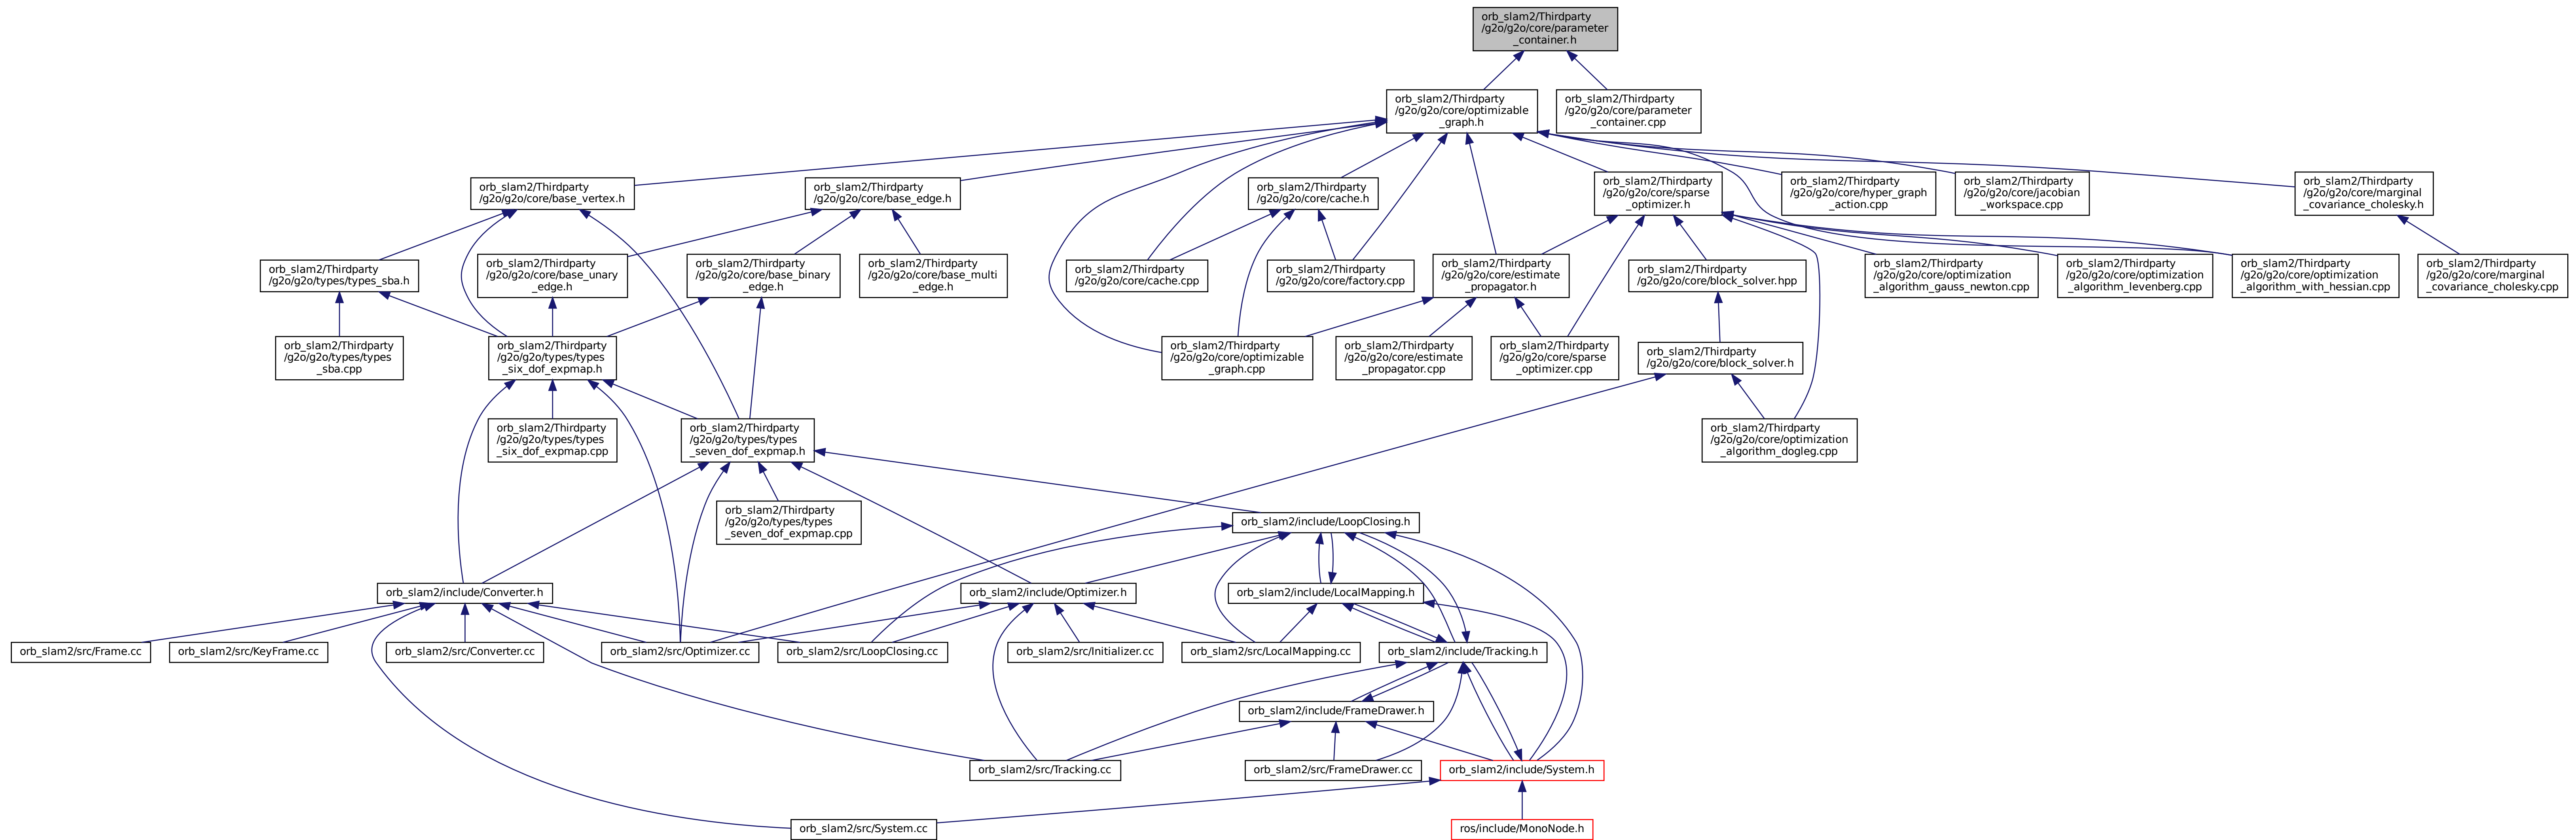 orb_slam2/Thirdparty
/g2o/g2o/core/parameter
_container.h
orb_slam2/Thirdparty
/g2o/g2o/core/optimizable
_graph.h
orb_slam2/Thirdparty
/g2o/g2o/core/parameter
_container.cpp
orb_slam2/Thirdparty
/g2o/g2o/core/base_vertex.h
orb_slam2/Thirdparty
/g2o/g2o/core/base_edge.h
orb_slam2/Thirdparty
/g2o/g2o/core/cache.h
orb_slam2/Thirdparty
/g2o/g2o/core/sparse
_optimizer.h
orb_slam2/Thirdparty
/g2o/g2o/core/hyper_graph
_action.cpp
orb_slam2/Thirdparty
/g2o/g2o/core/jacobian
_workspace.cpp
orb_slam2/Thirdparty
/g2o/g2o/core/marginal
_covariance_cholesky.h
orb_slam2/Thirdparty
/g2o/g2o/types/types_sba.h
orb_slam2/Thirdparty
/g2o/g2o/core/base_unary
_edge.h
orb_slam2/Thirdparty
/g2o/g2o/core/base_binary
_edge.h
orb_slam2/Thirdparty
/g2o/g2o/core/base_multi
_edge.h
orb_slam2/Thirdparty
/g2o/g2o/core/cache.cpp
orb_slam2/Thirdparty
/g2o/g2o/core/factory.cpp
orb_slam2/Thirdparty
/g2o/g2o/core/estimate
_propagator.h
orb_slam2/Thirdparty
/g2o/g2o/core/block_solver.hpp
orb_slam2/Thirdparty
/g2o/g2o/core/optimization
_algorithm_gauss_newton.cpp
orb_slam2/Thirdparty
/g2o/g2o/core/optimization
_algorithm_levenberg.cpp
orb_slam2/Thirdparty
/g2o/g2o/core/optimization
_algorithm_with_hessian.cpp
orb_slam2/Thirdparty
/g2o/g2o/core/marginal
_covariance_cholesky.cpp
orb_slam2/Thirdparty
/g2o/g2o/types/types
_sba.cpp
orb_slam2/Thirdparty
/g2o/g2o/types/types
_six_dof_expmap.h
orb_slam2/Thirdparty
/g2o/g2o/core/optimizable
_graph.cpp
orb_slam2/Thirdparty
/g2o/g2o/core/estimate
_propagator.cpp
orb_slam2/Thirdparty
/g2o/g2o/core/sparse
_optimizer.cpp
orb_slam2/Thirdparty
/g2o/g2o/core/block_solver.h
orb_slam2/Thirdparty
/g2o/g2o/types/types
_six_dof_expmap.cpp
orb_slam2/Thirdparty
/g2o/g2o/types/types
_seven_dof_expmap.h
orb_slam2/Thirdparty
/g2o/g2o/core/optimization
_algorithm_dogleg.cpp
orb_slam2/Thirdparty
/g2o/g2o/types/types
_seven_dof_expmap.cpp
orb_slam2/include/LoopClosing.h
orb_slam2/include/Converter.h
orb_slam2/include/Optimizer.h
orb_slam2/include/LocalMapping.h
orb_slam2/src/Frame.cc
orb_slam2/src/KeyFrame.cc
orb_slam2/src/Converter.cc
orb_slam2/src/Optimizer.cc
orb_slam2/src/LoopClosing.cc
orb_slam2/src/Initializer.cc
orb_slam2/src/LocalMapping.cc
orb_slam2/include/Tracking.h
orb_slam2/include/FrameDrawer.h
orb_slam2/src/Tracking.cc
orb_slam2/src/FrameDrawer.cc
orb_slam2/include/System.h
orb_slam2/src/System.cc
ros/include/MonoNode.h